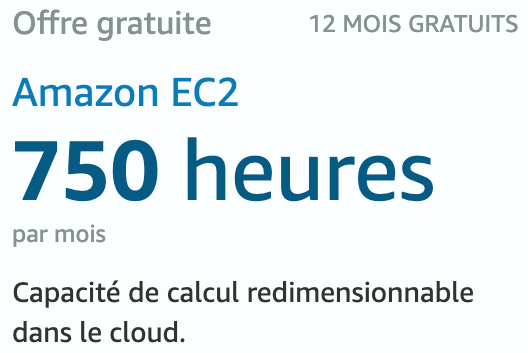 Offre gratuite 12 MOIS GRATUITS
Amazon EC2
750 heures
par mois
Capacité de calcul redimensionnable
dans le cloud.